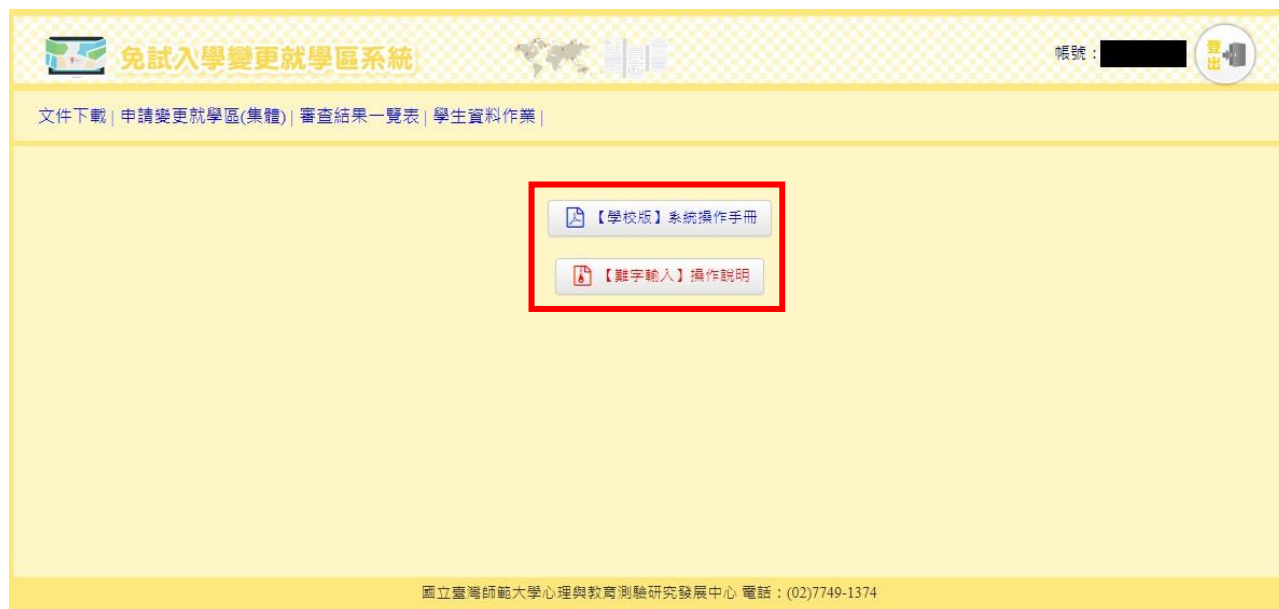 免試入學變更就學區系統
帳號：
登出
文件下載 | 申請變更就學區(集體) | 審查結果一覽表 | 學生資料作業 |
【學校版】系統操作手冊
【難字輸入】操作說明
國立臺灣師範大學心理與教育測驗研究發展中心 電話：(02)7749-1374